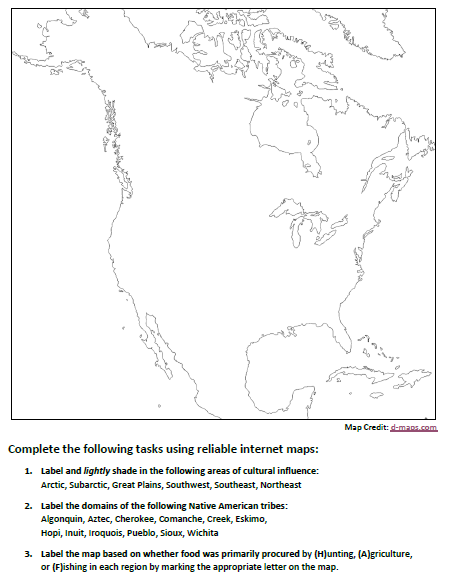 Map Credit: d-maps.com
Complete the following tasks using reliable internet maps:
1. Label and lightly shade in the following areas of cultural influence:
Arctic, Subarctic, Great Plains, Southwest, Southeast, Northeast
2. Label the domains of the following Native American tribes:
Algonquin, Aztec, Cherokee, Comanche, Creek, Eskimo,
Hopi, Inuit, Iroquois, Pueblo, Sioux, Wichita
3. Label the map based on whether food was primarily procured by (H)unting, (A)griculture,
or (F)ishing in each region by marking the appropriate letter on the map.